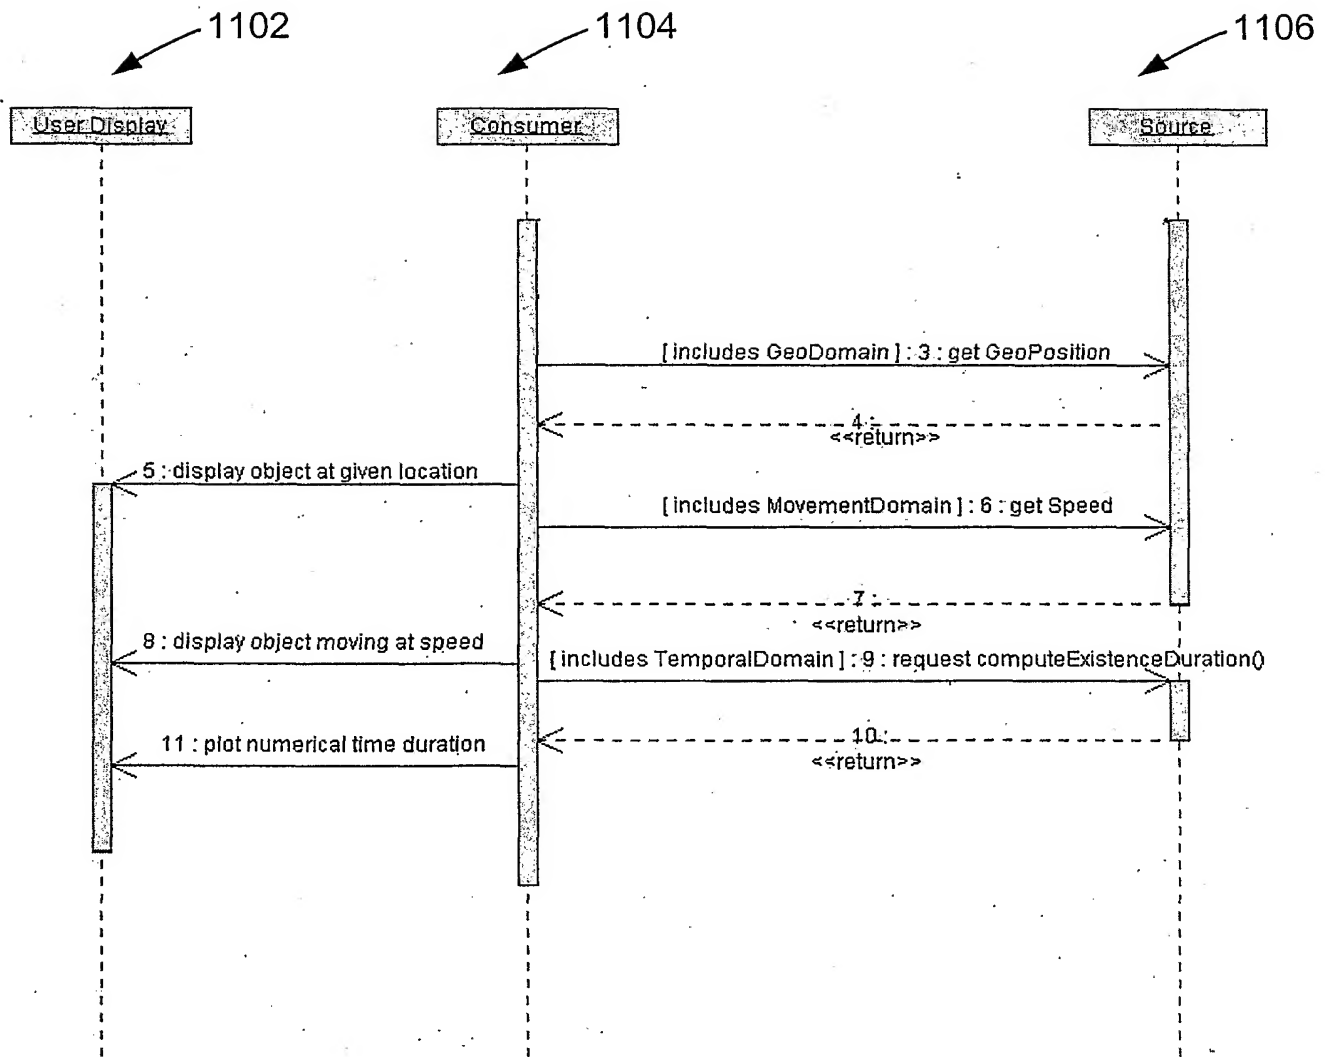 1102
1104
1106
User Display
Consumer
Source
[ includes GeoDomain ] : 3 : get GeoPosition
4 :
<<return>>
5 : display object at given location
[ includes MovementDomain ] : 6 : get Speed
7 :
<<return>>
8 : display object moving at speed
[ includes TemporalDomain ] : 9 : request computeExistenceDuration()
10 :
11 : plot numerical time duration
<<return>>